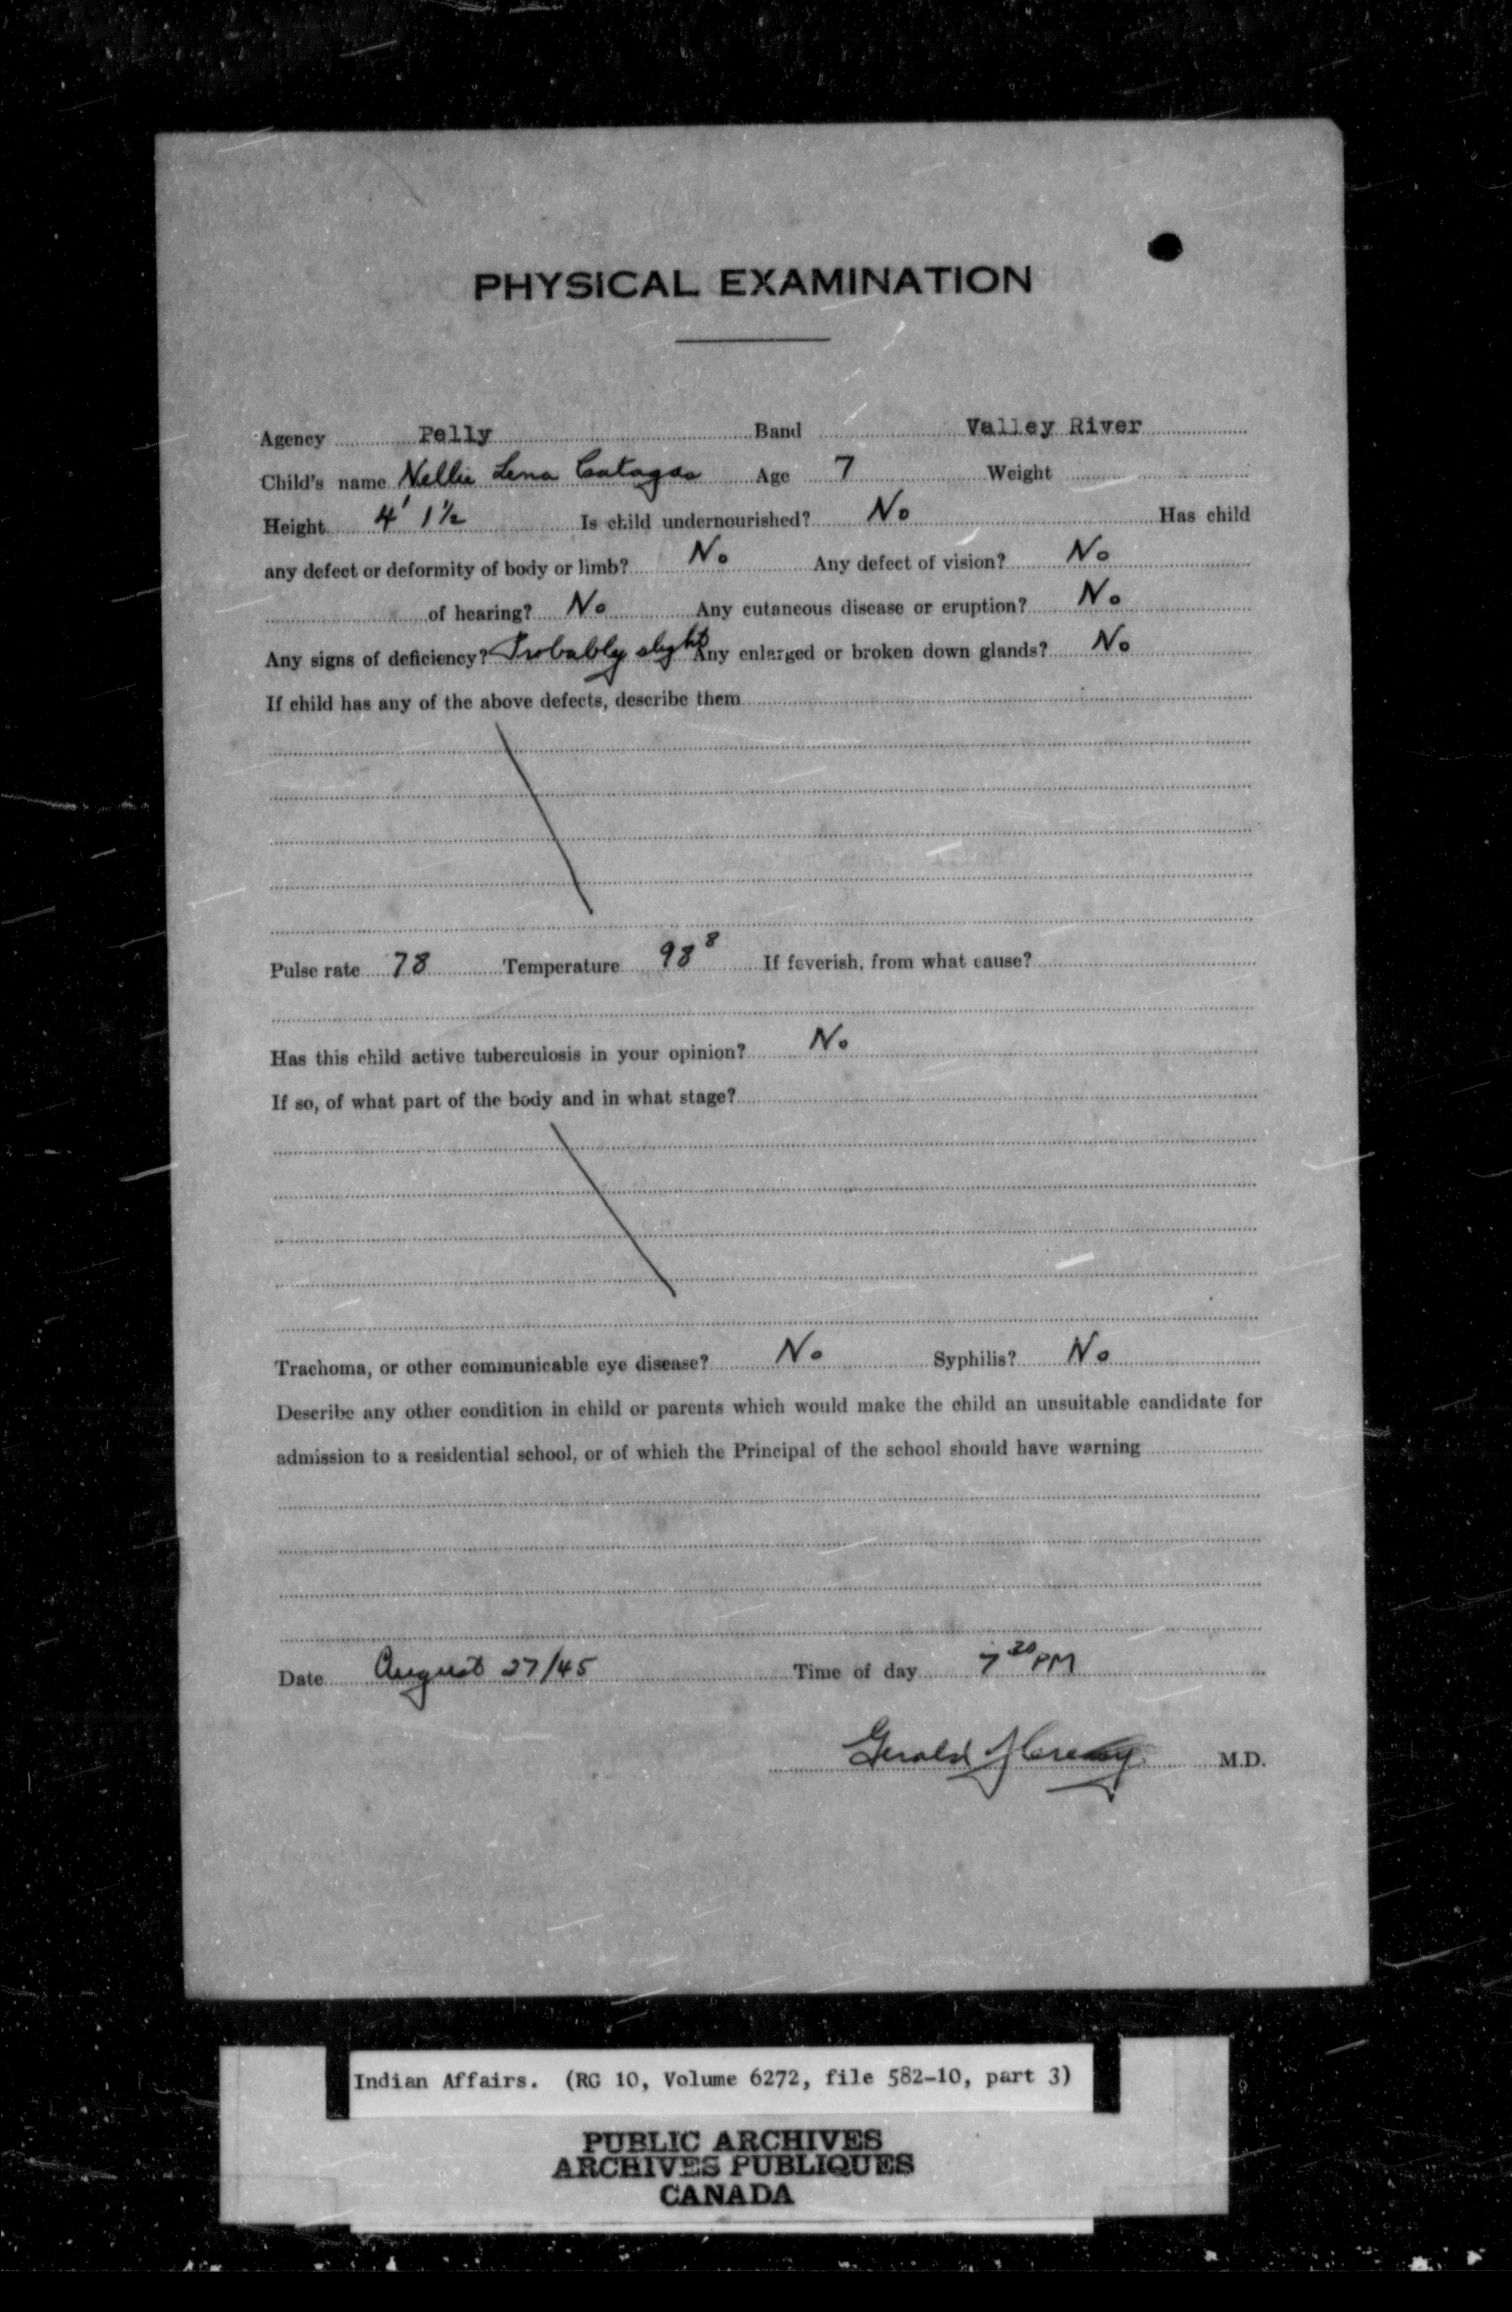 PHYSICAL EXAMINATION
Agency Pelly Band Valley River
Child's name Nellie Lena Catagas Age 7 Weight
Height 4' 1½ Is child undernourished? No Has child
any defect or deformity of body or limb? No Any defect of vision? No
of hearing? No Any cutaneous disease or eruption? No
Any signs of deficiency? Probably slight Any enlarged or broken down glands? No
If child has any of the above defects, describe them
Pulse rate 78 Temperature 98⁸ If feverish, from what cause?
Has this child active tuberculosis in your opinion? No
If so, of what part of the body and in what stage?
Trachoma, or other communicable eye disease? No Syphilis? No
Describe any other condition in child or parents which would make the child an unsuitable candidate for
admission to a residential school, or of which the Principal of the school should have warning
Date August 27/45 Time of day 7³⁰ PM
Gerald M.D.
Indian Affairs. (RG 10, Volume 6272, file 582-10, part 3)
PUBLIC ARCHIVES
ARCHIVES PUBLIQUES
CANADA